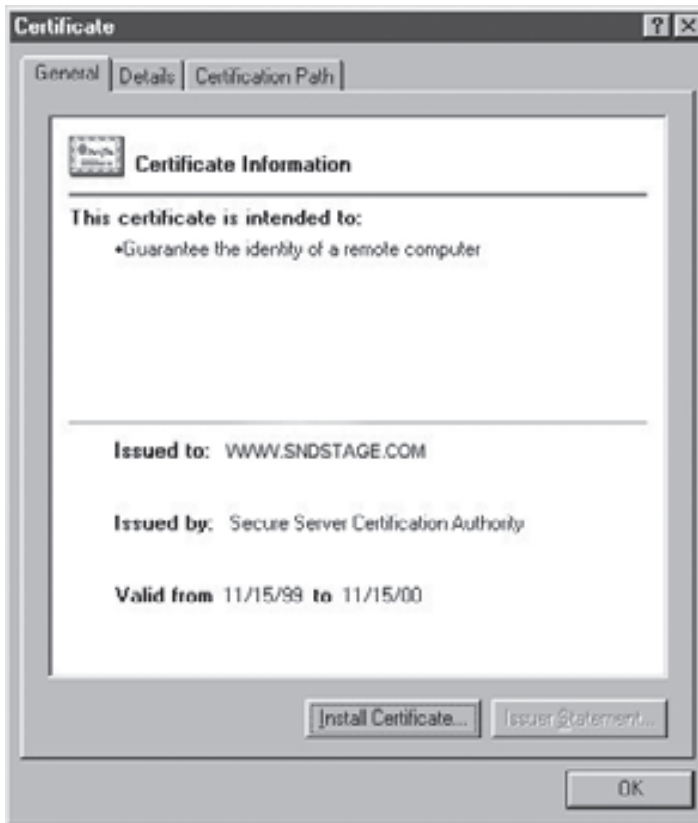 Certificate
General Details Certification Path
Certificate Information
This certificate is intended to:
•Guarantee the identity of a remote computer
Issued to: WWW.SNDSTAGE.COM
Issued by: Secure Server Certification Authority
Valid from 11/15/99 to 11/15/00
Install Certificate... Issuer Statement...
OK